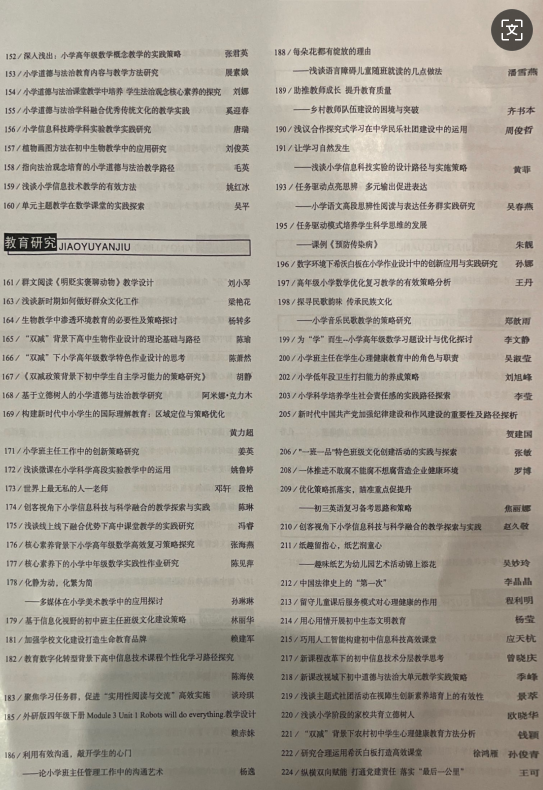 152 / 深入浅出：小学高年级数学概念教学的实践策略 张君英
153 / 小学道德与法治教育内容与教学方法研究 展素娥
154 / 小学道德与法治课堂教学中培养 学生法治观念核心素养的探究 刘娜
155 / 小学道德与法治学科融合优秀传统文化的教学实践 奚迎春
156 / 小学信息科技跨学科实验教学实践研究 唐瑞
157 / 植物画图方法在初中生物教学中的应用研究 刘俊英
158 / 指向法治观念培育的小学道德与法治教学路径 毛英
159 / 浅谈小学信息技术教学的有效方法 姚红冰
160 / 单元主题教学在数学课堂的实践探索 吴平
教育研究 JIAOYUYANJIU
161 / 群文阅读《明贬实褒聊动物》教学设计 刘小琴
163 / 浅谈新时期如何做好群众文化工作 梁艳花
164 / 生物教学中渗透环境教育的必要性及策略探讨 杨转多
165 / “双减”背景下高中生物作业设计的理论基础与路径 陈瑜
166 / “双减”下小学高年级数学特色作业设计的思考 陈萧然
167 / 《双减政策背景下初中学生自主学习能力的策略研究》 胡静
168 / 基于立德树人的小学道德与法治教学研究 阿米娜·克力木
169 / 构建新时代中小学生的国际理解教育：区域定位与策略优化
黄力超
171 / 小学班主任工作中的创新策略研究 姜英
172 / 浅谈微课在小学科学高段实验教学中的运用 姚鲁婷
173 / 世界上最无私的人—老师 邓轩 段艳
174 / 创客视角下小学信息科技与科学融合的教学探索与实践 陈琳
175 / 浅谈线上线下融合优势下高中课堂教学的实践研究 冯睿
176 / 核心素养背景下小学高年级数学高效复习策略探究 张海燕
177 / 核心素养下的小学中年级数学实践性作业研究 陈见萍
178 / 化静为动，化繁为简
——多媒体在小学美术教学中的应用探讨 孙琳琳
179 / 基于信息化视野的初中班主任班级文化建设策略 林丽华
181 / 加强学校文化建设打造生命教育品牌 赖建军
182 / 教育数字化转型背景下高中信息技术课程个性化学习路径探究
陈海侠
183 / 聚焦学习任务群，促进“实用性阅读与交流”高效实施 谈玲琪
185 / 外研版四年级下册 Module 3 Unit 1 Robots will do everything.教学设计
赖赤妹
186 / 利用有效沟通，敲开学生的心门
——论小学班主任管理工作中的沟通艺术 杨逸
188 / 每朵花都有绽放的理由
——浅谈语言障碍儿童随班就读的几点做法 潘雪燕
189 / 助推教师成长 提升教育质量
——乡村教师队伍建设的困境与突破 齐书本
190 / 浅议合作探究式学习在中学民乐社团建设中的运用 周俊哲
191 / 让学习自然发生
——浅谈小学信息科技实验的设计路径与实施策略 黄菲
193 / 任务驱动点亮思辨 多元输出促进表达
——小学语文高段思辨性阅读与表达任务群实践研究 吴春燕
195 / 任务驱动模式培养学生科学思维的发展
——课例《预防传染病》 朱靓
196 / 数字环境下希沃白板在小学作业设计中的创新应用与实践研究 孙娜
197 / 高年级小学数学优化复习教学的有效策略分析 王丹
198 / 探寻民歌韵味 传承民族文化
——小学音乐民歌教学的策略研究 郑散雨
199 / 为“学”而生--小学高年级数学习题设计与优化探讨 李文静
200 / 小学班主任在学生心理健康教育中的角色与职责 吴淑莹
202 / 小学低年段卫生打扫能力的养成策略 刘旭峰
203 / 小学科学培养学生社会责任感的实践路径探索 李莹
205 / 新时代中国共产党加强纪律建设和作风建设的重要性及路径探析
贺建国
206 / “一班一品”特色班级文化创建活动的实践与探索 张敏
208 / 一体推进不敢腐不能腐不想腐营造企业健康环境 罗博
209 / 优化策略抓落实，瞄准重点促提升
——初三英语复习备考思路和策略 焦丽娜
210 / 创客视角下小学信息科技与科学融合的教学探索与实践 赵久敬
211 / 纸趣留指心，纸艺润童心
——趣味纸艺为幼儿园艺术活动锦上添花 吴妙玲
212 / 中国法律史上的“第一次” 李晶晶
213 / 留守儿童课后服务模式对心理健康的作用 程利明
214 / 用心用情开展初中生态文明教育 杨莹
215 / 巧用人工智能构建初中信息科技高效课堂 应天杭
217 / 新课程改革下的初中信息技术分层教学思考 曾晓庆
218 / 新课改视域下初中道德与法治大单元教学实践策略 季峰
219 / 浅谈主题式社团活动在残障生创新素养培育上的有效性 景萃
220 / 浅谈小学阶段的家校共育立德树人 欧晓华
221 / “双减”背景下农村初中学生心理健康教育方法分析 钱颖
222 / 研究合理运用希沃白板打造高效课堂 徐鸿雁 孙俊青
224 / 纵横双向赋能 打通党建责任 落实“最后一公里” 王可